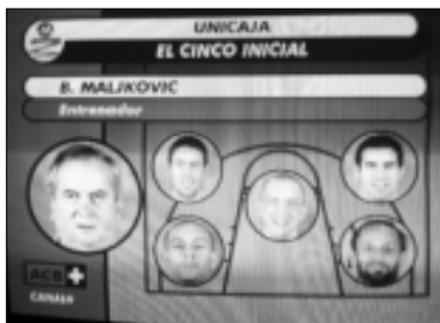 UNICAJA
EL CINCO INICIAL
B. MALJKOVIC
Entrenador
ACB+
CANAL+